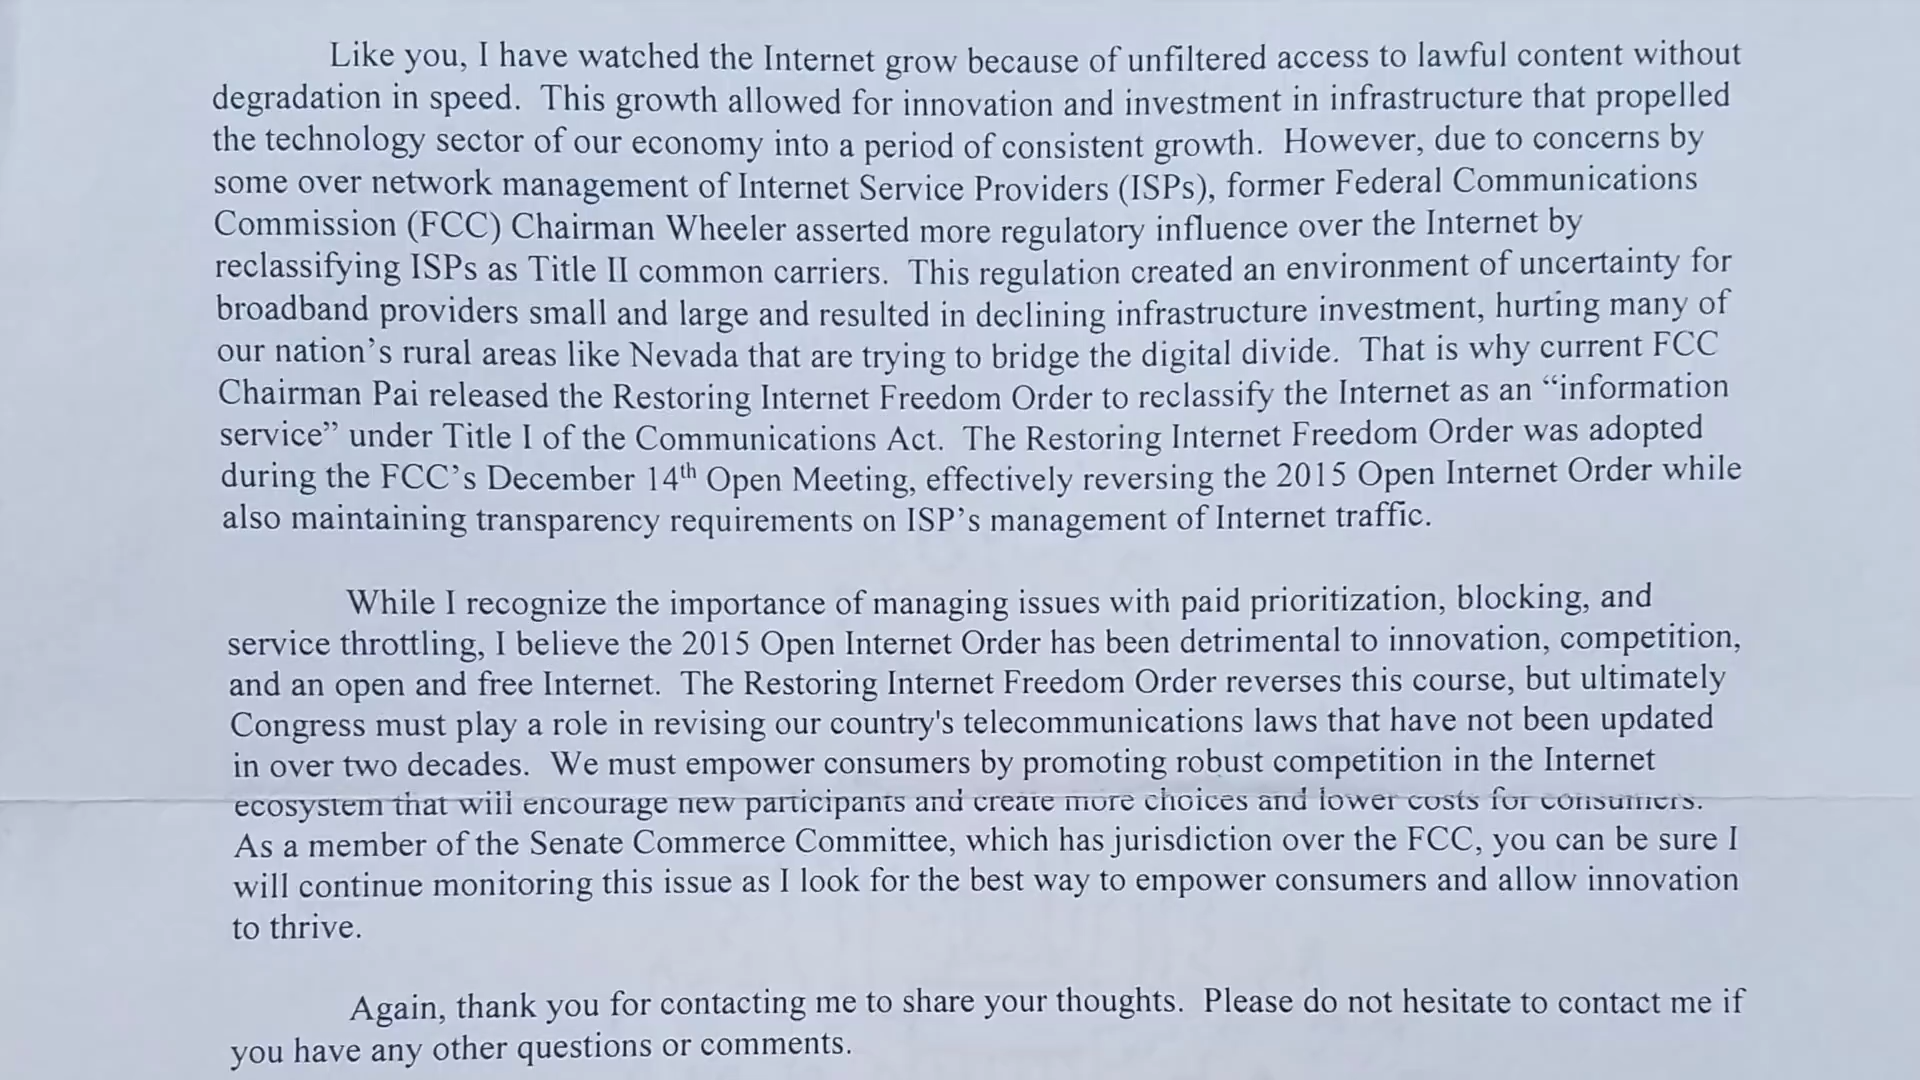 Like you, I have watched the Internet grow because of unfiltered access to lawful content without
degradation in speed.  This growth allowed for innovation and investment in infrastructure that propelled
the technology sector of our economy into a period of consistent growth.  However, due to concerns by
some over network management of Internet Service Providers (ISPs), former Federal Communications
Commission (FCC) Chairman Wheeler asserted more regulatory influence over the Internet by
reclassifying ISPs as Title II common carriers.  This regulation created an environment of uncertainty for
broadband providers small and large and resulted in declining infrastructure investment, hurting many of
our nation’s rural areas like Nevada that are trying to bridge the digital divide.  That is why current FCC
Chairman Pai released the Restoring Internet Freedom Order to reclassify the Internet as an “information
service” under Title I of the Communications Act.  The Restoring Internet Freedom Order was adopted
during the FCC’s December 14th Open Meeting, effectively reversing the 2015 Open Internet Order while
also maintaining transparency requirements on ISP’s management of Internet traffic.
While I recognize the importance of managing issues with paid prioritization, blocking, and
service throttling, I believe the 2015 Open Internet Order has been detrimental to innovation, competition,
and an open and free Internet.  The Restoring Internet Freedom Order reverses this course, but ultimately
Congress must play a role in revising our country's telecommunications laws that have not been updated
in over two decades.  We must empower consumers by promoting robust competition in the Internet
ecosystem that will encourage new participants and create more choices and lower costs for consumers.
As a member of the Senate Commerce Committee, which has jurisdiction over the FCC, you can be sure I
will continue monitoring this issue as I look for the best way to empower consumers and allow innovation
to thrive.
Again, thank you for contacting me to share your thoughts.  Please do not hesitate to contact me if
you have any other questions or comments.